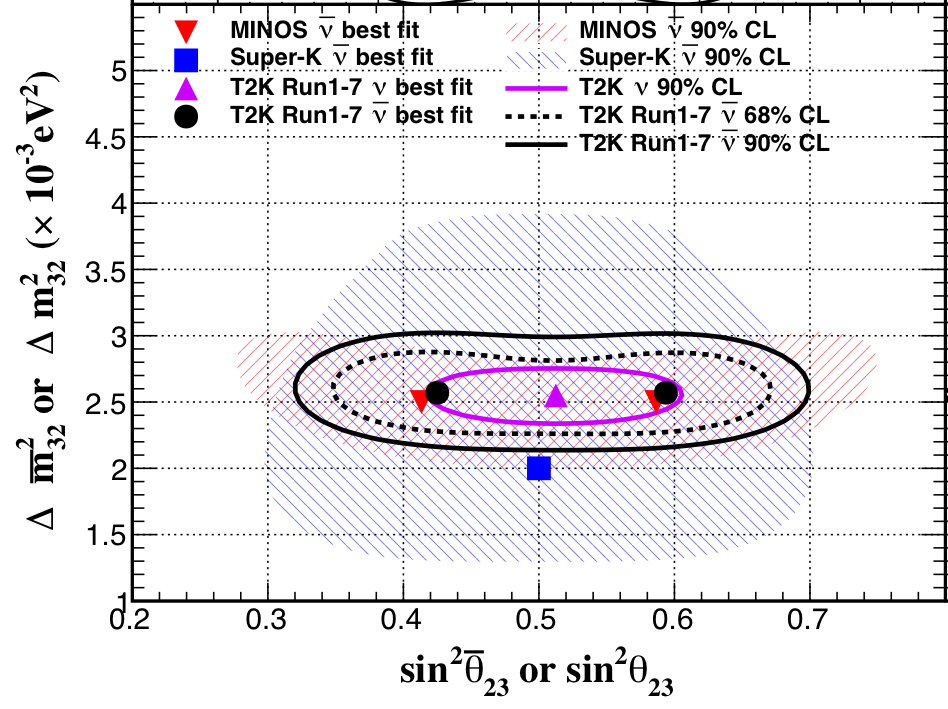 MINOS ν̅ best fit
Super-K ν̅ best fit
T2K Run1-7 ν best fit
T2K Run1-7 ν̅ best fit
MINOS ν̅ 90% CL
Super-K ν̅ 90% CL
T2K ν 90% CL
T2K Run1-7 ν̅ 68% CL
T2K Run1-7 ν̅ 90% CL
Δ m̅²₃₂ or Δ m²₃₂ (× 10⁻³ eV²)
5
4.5
4
3.5
3
2.5
2
1.5
1
0.2 0.3 0.4 0.5 0.6 0.7
sin²θ̅₂₃ or sin²θ₂₃